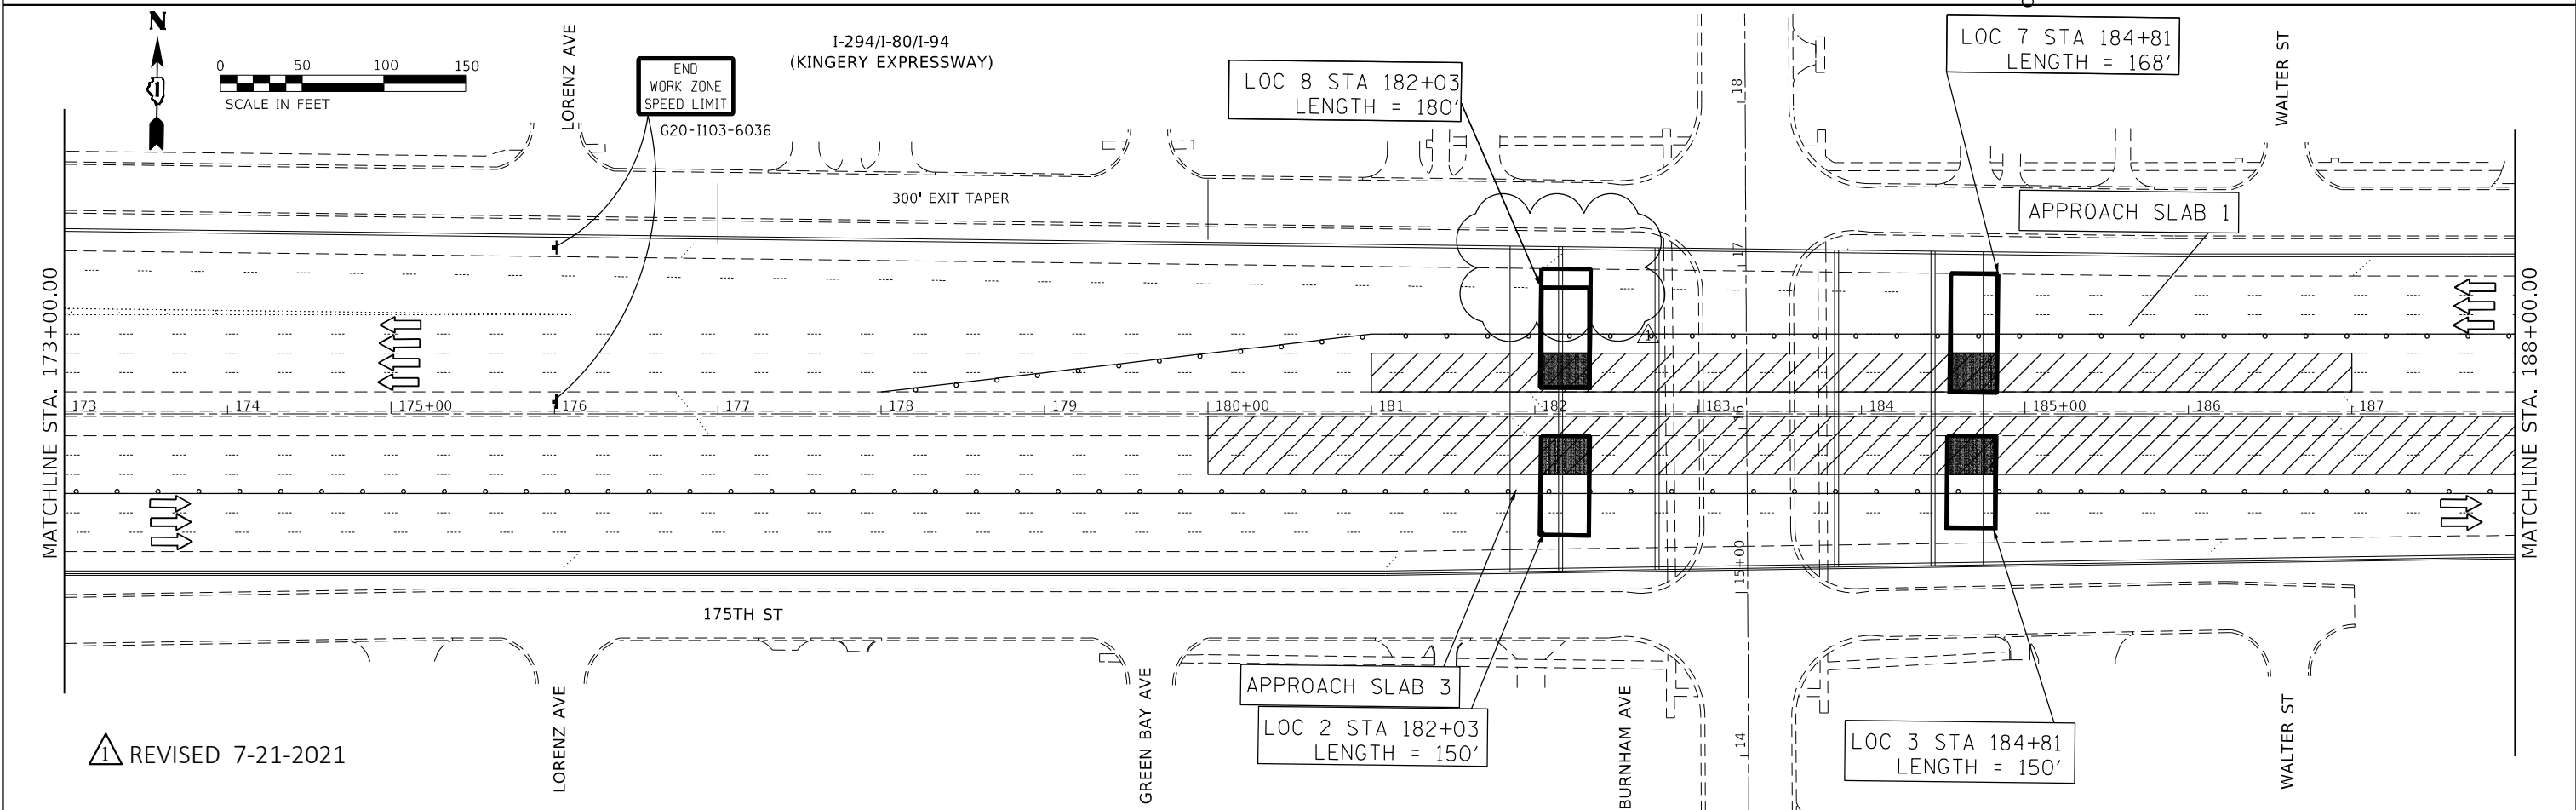 N
0 50 100 150
SCALE IN FEET
LORENZ AVE
END
WORK ZONE
SPEED LIMIT
G20-I103-6036
I-294/I-80/I-94
(KINGERY EXPRESSWAY)
LOC 8 STA 182+03
LENGTH = 180'
18
LOC 7 STA 184+81
LENGTH = 168'
WALTER ST
300' EXIT TAPER
APPROACH SLAB 1
17
1
MATCHLINE STA. 173+00.00
173 174 175+00 176 177 178 179 180+00 181 182 183 184 185+00 186 187
16
MATCHLINE STA. 188+00.00
15+00
175TH ST
APPROACH SLAB 3
LOC 2 STA 182+03
LENGTH = 150'
LOC 3 STA 184+81
LENGTH = 150'
14
LORENZ AVE
GREEN BAY AVE
BURNHAM AVE
WALTER ST
1 REVISED 7-21-2021